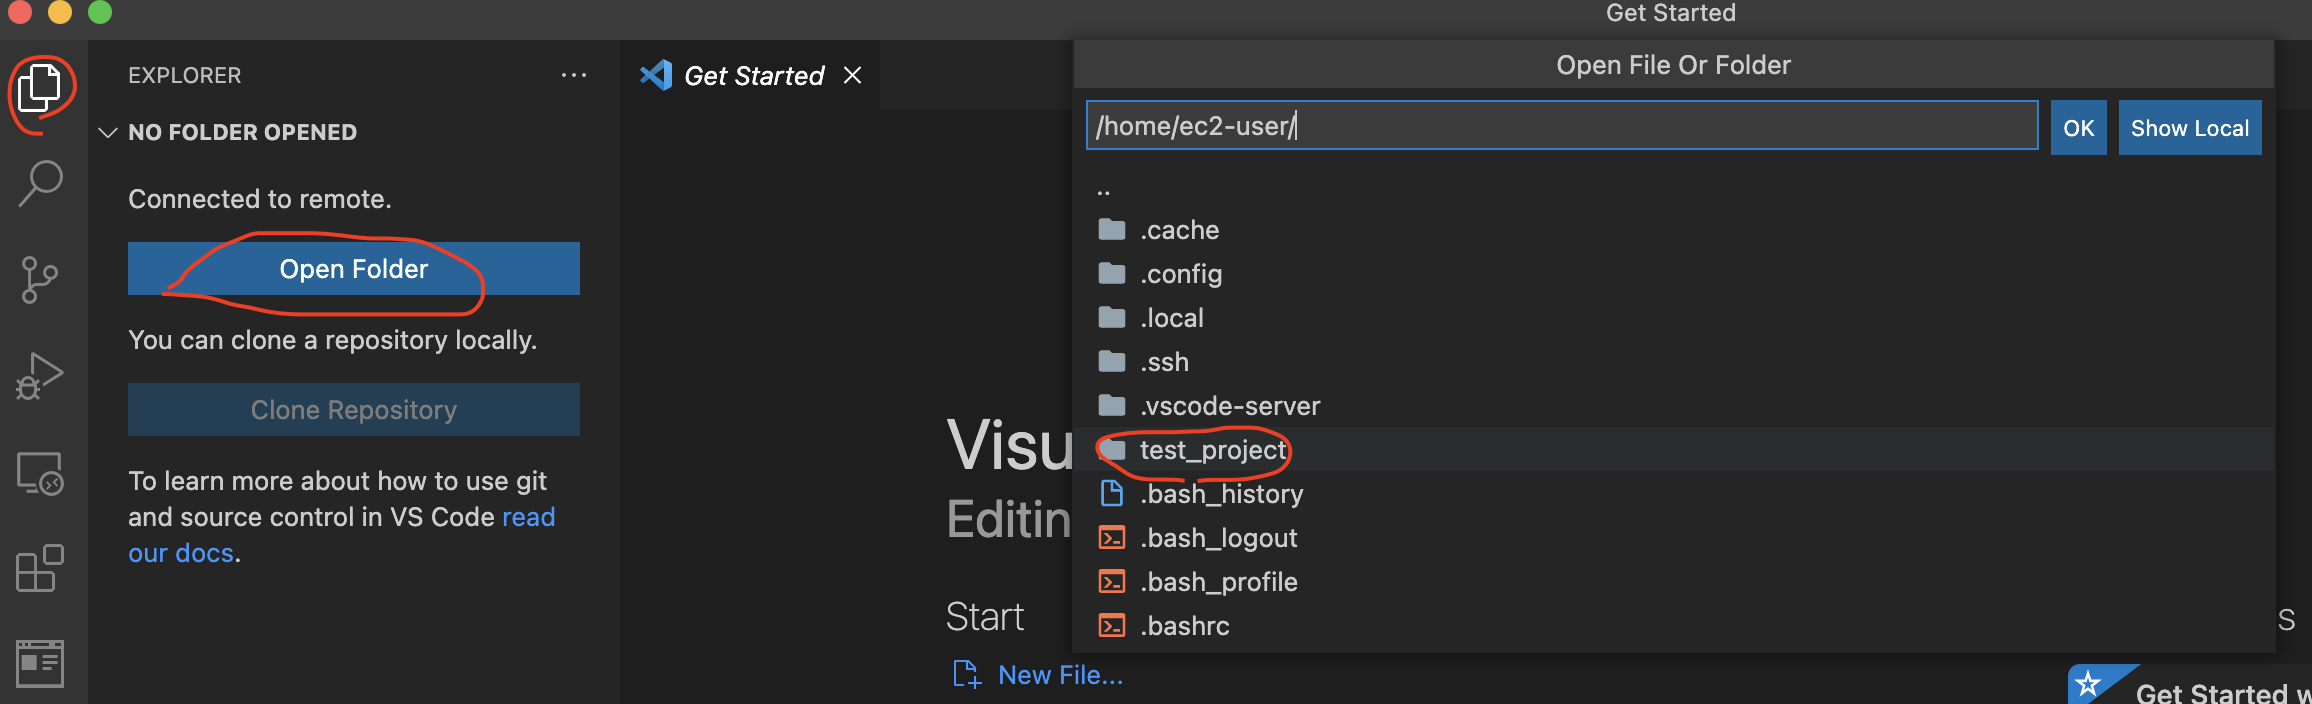 Get Started
EXPLORER
Get Started
Open File Or Folder
NO FOLDER OPENED
/home/ec2-user/
OK
Show Local
Connected to remote.
Open Folder
You can clone a repository locally.
Clone Repository
To learn more about how to use git
and source control in VS Code read
our docs.
..
.cache
.config
.local
.ssh
.vscode-server
test_project
.bash_history
.bash_logout
.bash_profile
.bashrc
Visu
Editin
Start
New File...
s
Get Started w